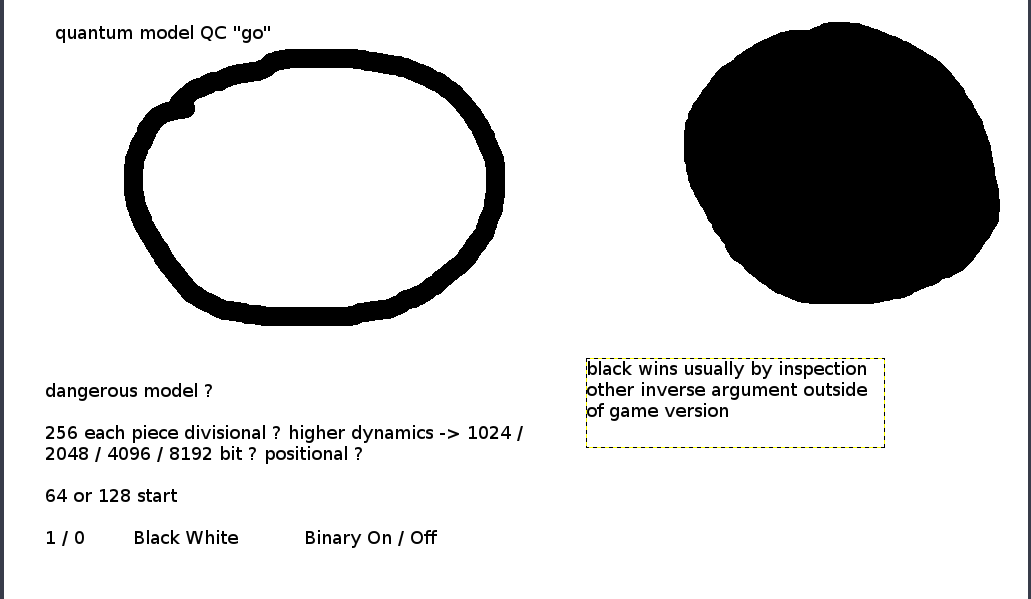 quantum model QC "go"
dangerous model ?
256 each piece divisional ? higher dynamics -> 1024 /
2048 / 4096 / 8192 bit ? positional ?
64 or 128 start
1 / 0 Black White Binary On / Off
black wins usually by inspection
other inverse argument outside
of game version